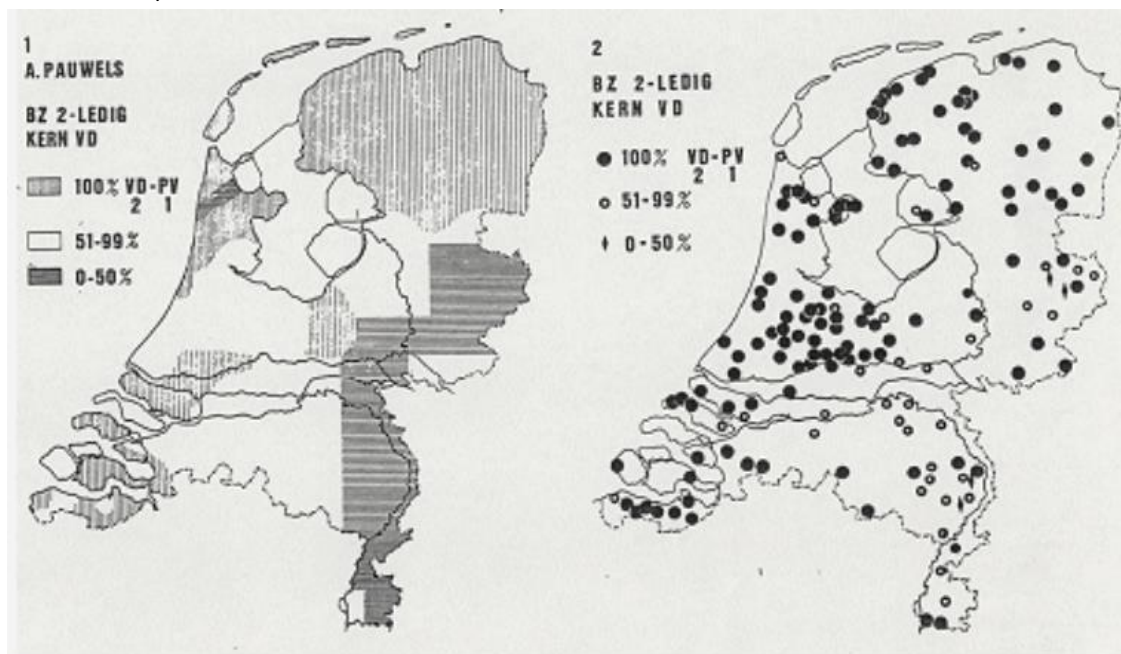 1
A. PAUWELS
BZ 2-LEDIG
KERN VD
100% VD-PV
2 1
51-99%
0-50%
2
BZ 2-LEDIG
KERN VD
100% VD-PV
2 1
51-99%
0-50%